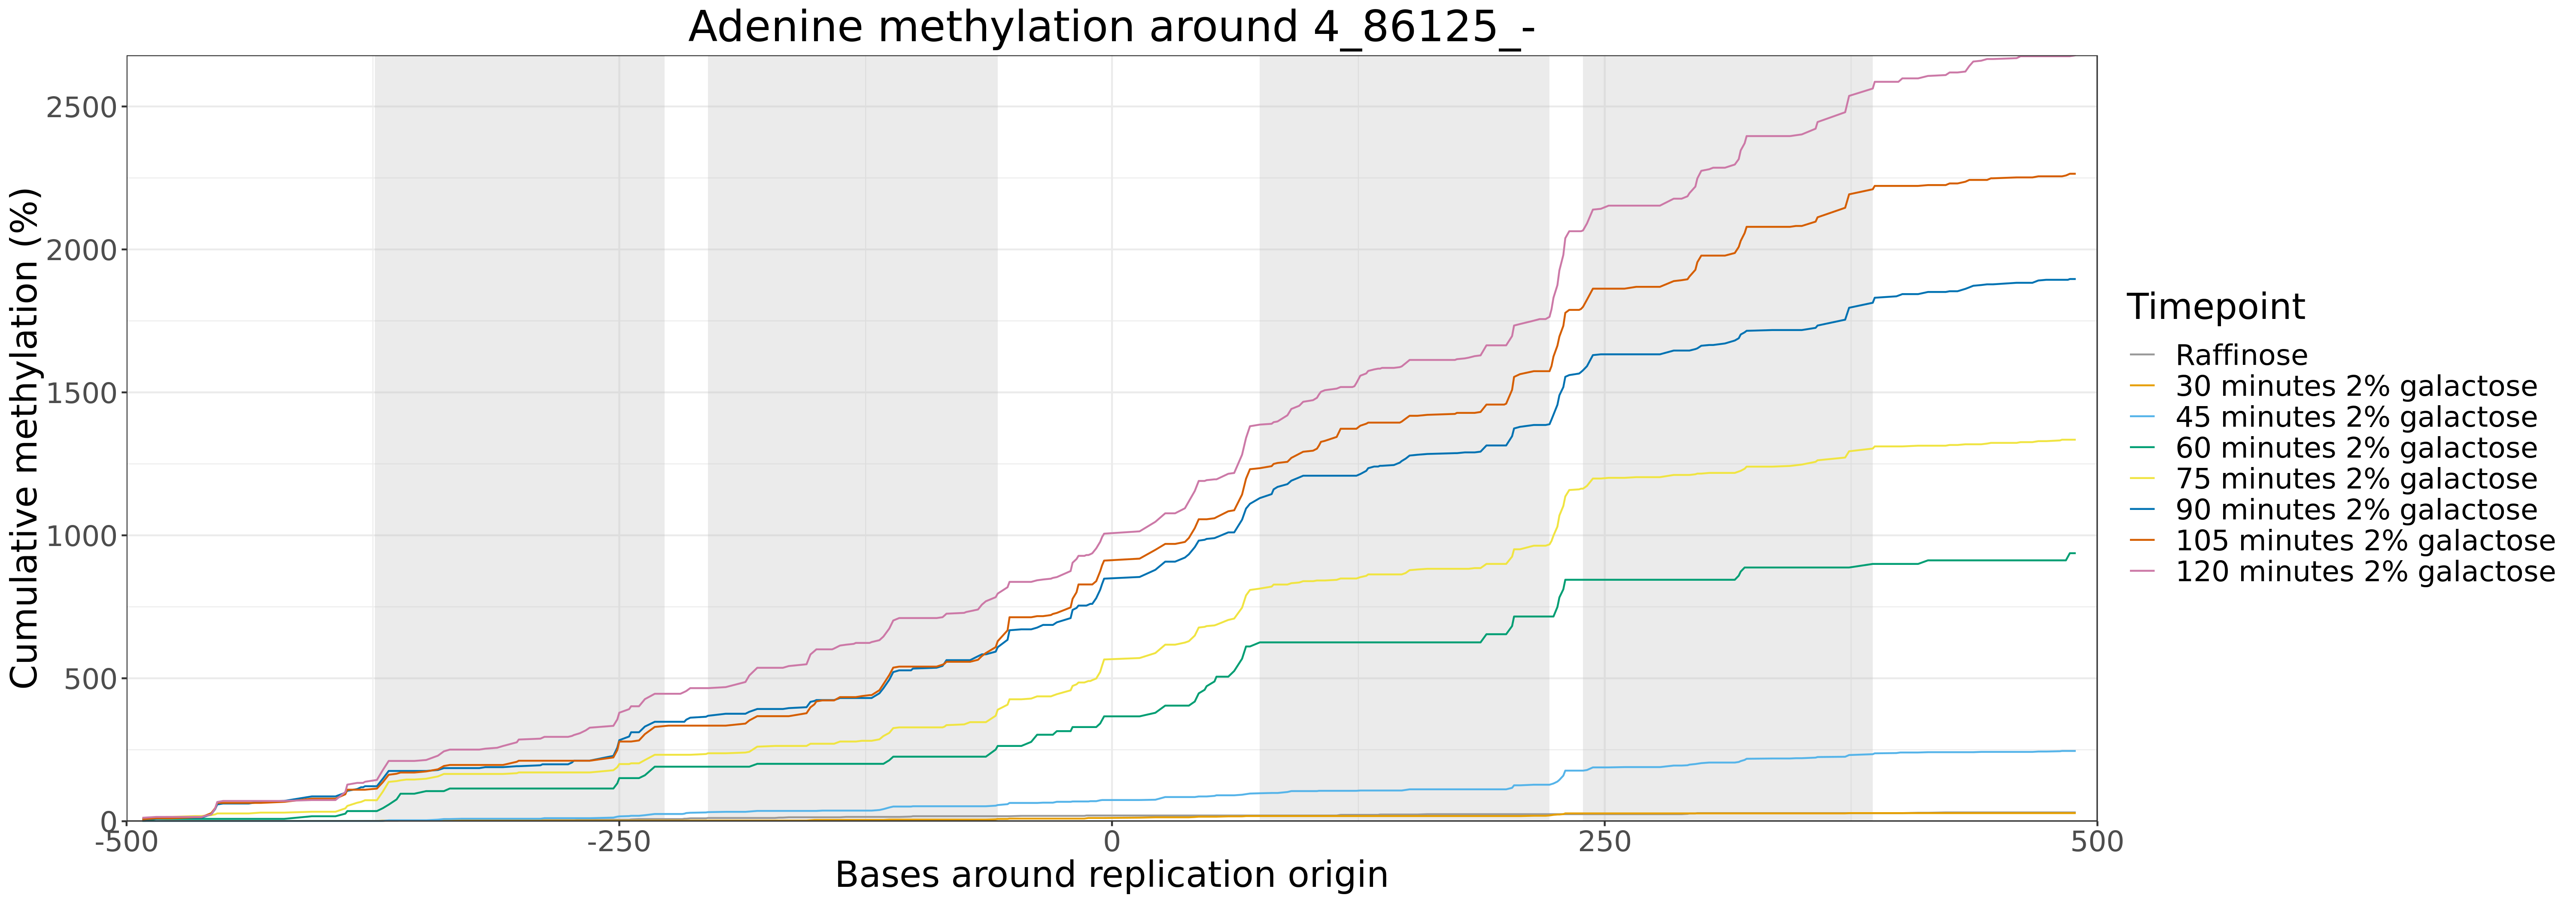 Adenine methylation around 4_86125_-
Cumulative methylation (%)
2500
2000
1500
1000
500
0
-500
-250
0
250
500
Bases around replication origin
Timepoint
Raffinose
30 minutes 2% galactose
45 minutes 2% galactose
60 minutes 2% galactose
75 minutes 2% galactose
90 minutes 2% galactose
105 minutes 2% galactose
120 minutes 2% galactose